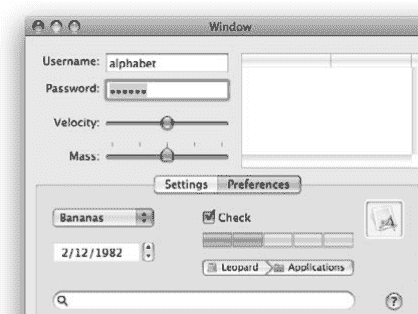 Window
Username: alphabet
Password: ••••••
Velocity:
Mass:
Settings Preferences
Bananas
Check
2/12/1982
Leopard Applications
?